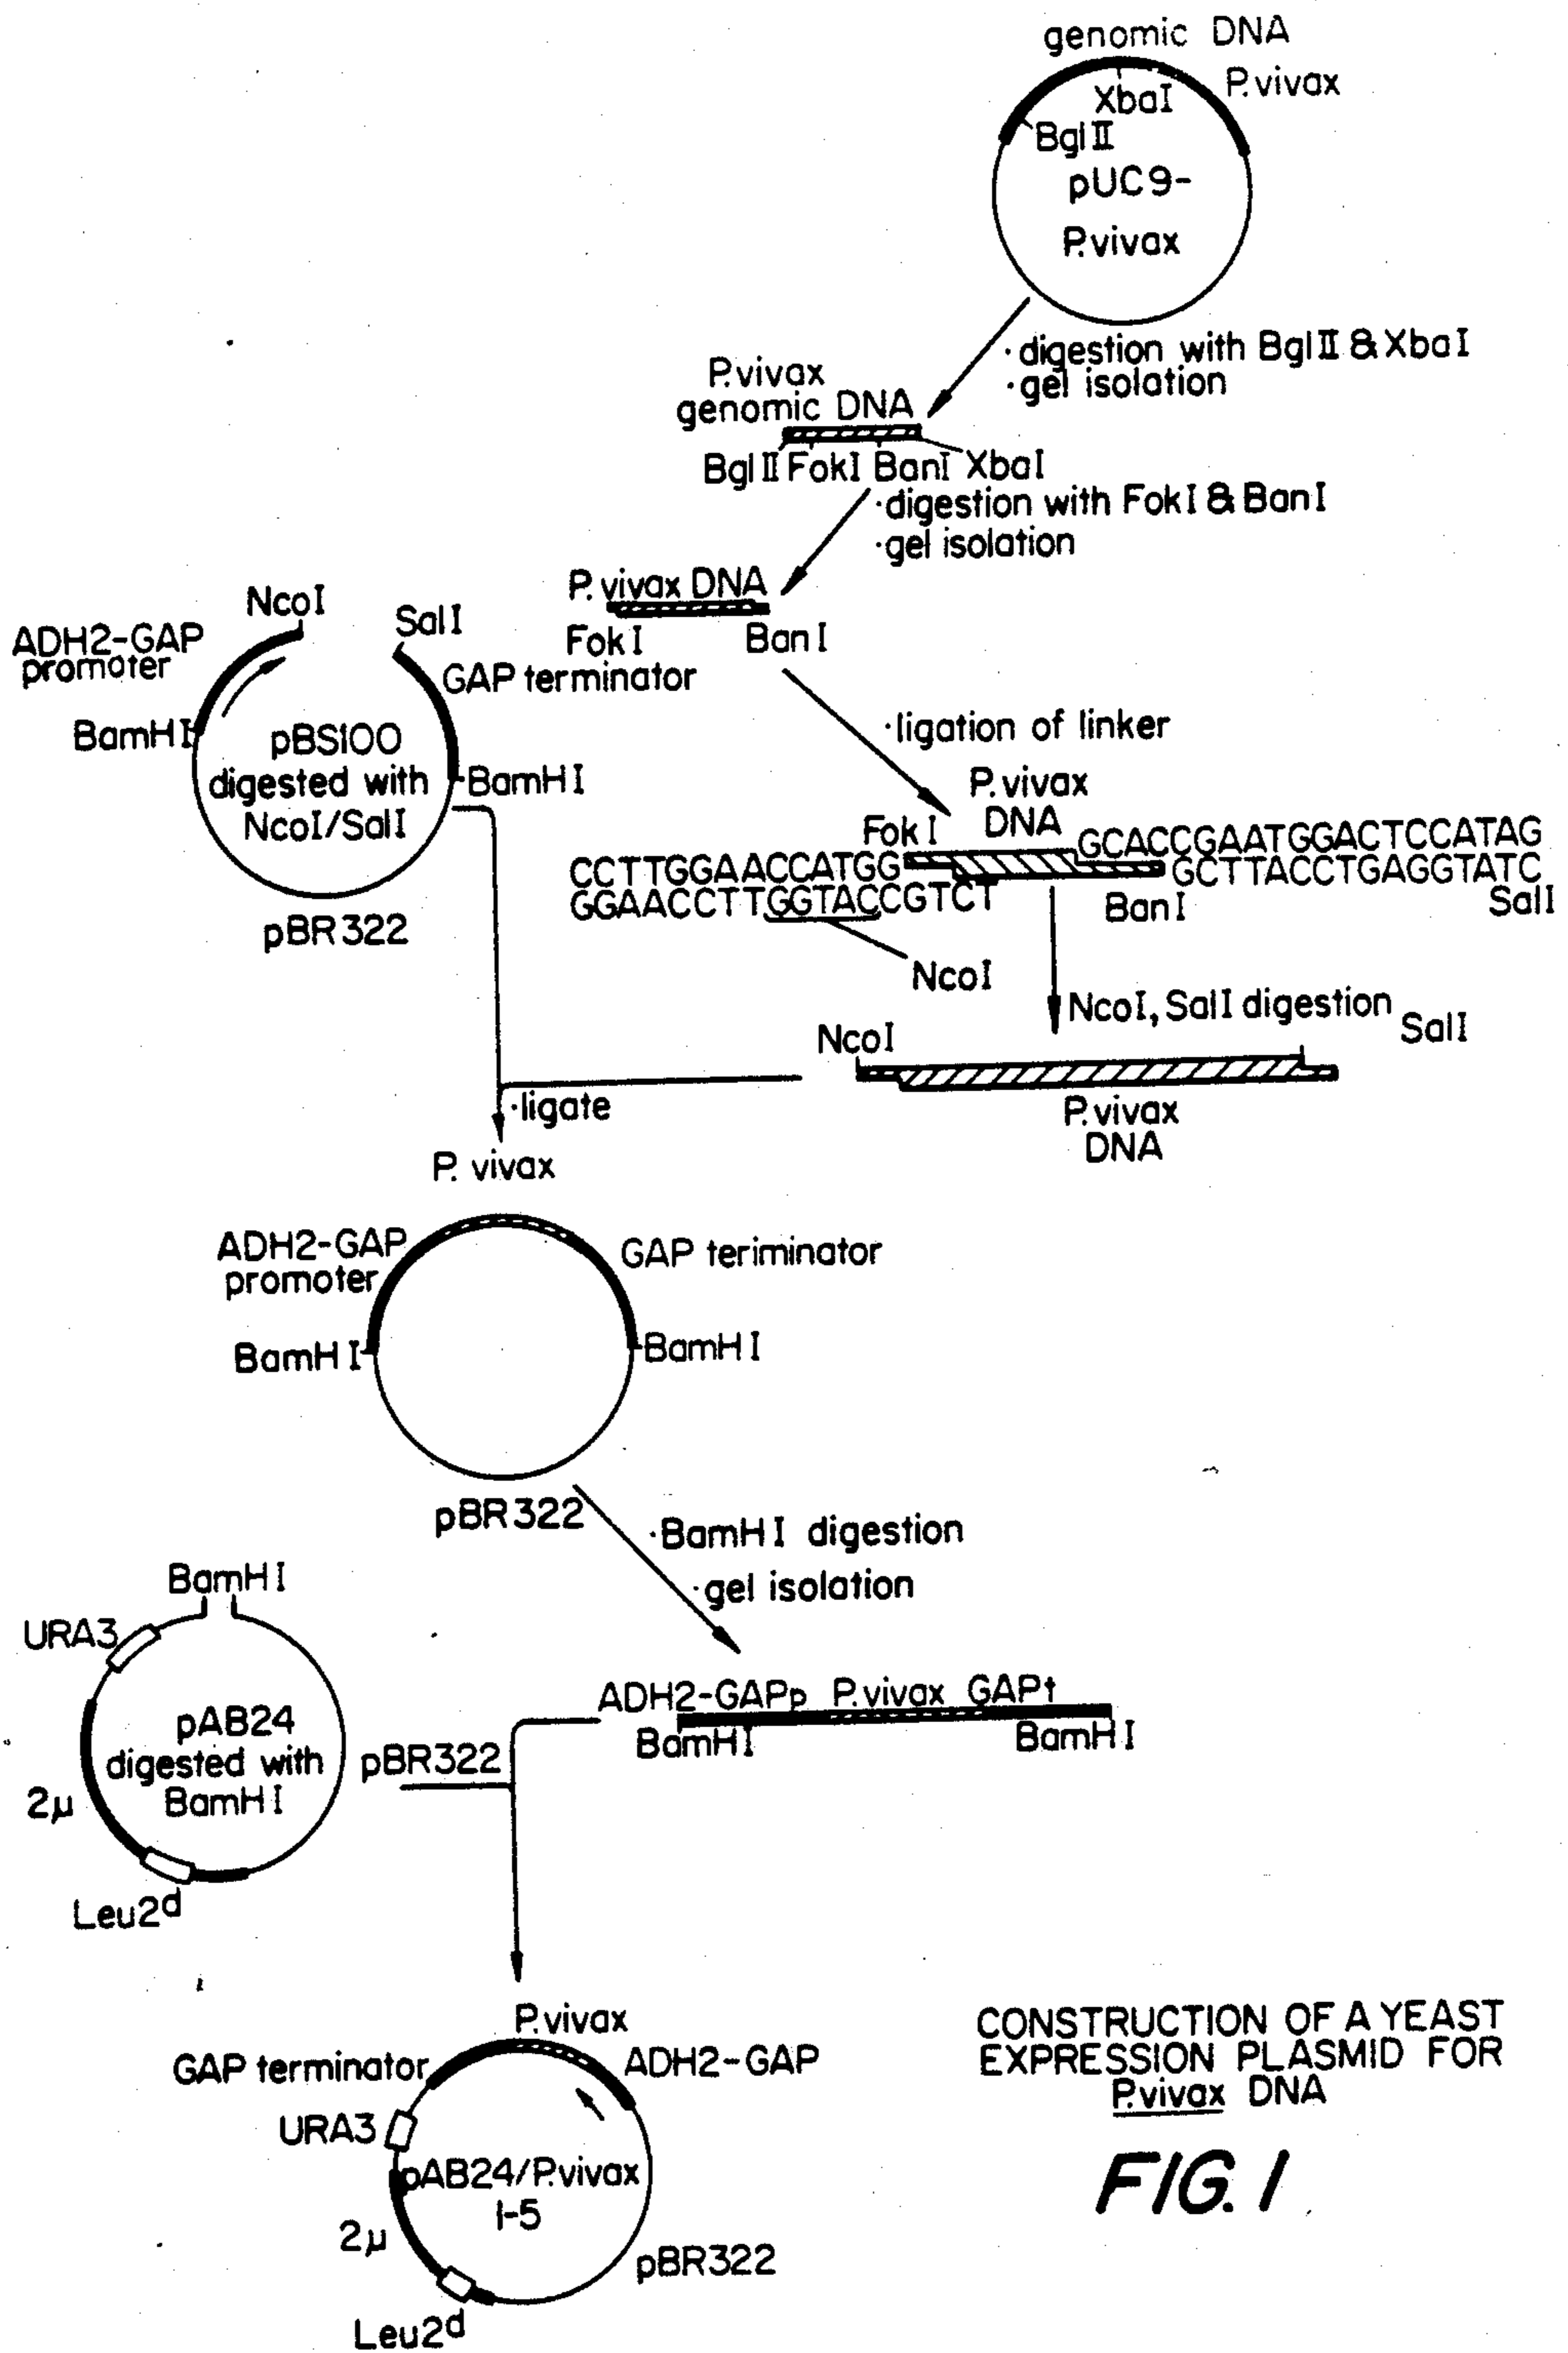 genomic DNA
P.vivax
XbaI
BglII
pUC9-
P.vivax
·digestion with BglII & XbaI
·gel isolation
P.vivax
genomic DNA
BglII FokI BanI XbaI
·digestion with FokI & BanI
·gel isolation
P.vivax DNA
FokI
BanI
NcoI
SalI
ADH2-GAP
promoter
GAP terminator
BamHI
pBS100
digested with
NcoI/SalI
BamHI
pBR322
·ligation of linker
P.vivax
DNA
FokI
GCACCGAATGGACTCCATAG
CCTTGGAACCATGG
GCTTACCTGAGGTATC
GGAACCTTGGTACCGTCT
BanI
SalI
NcoI
NcoI, SalI digestion
NcoI
SalI
P.vivax
DNA
·ligate
P. vivax
ADH2-GAP
promoter
GAP teriminator
BamHI
BamHI
pBR322
·BamHI digestion
·gel isolation
BamHI
URA3
pAB24
digested with
BamHI
2µ
Leu2d
pBR322
ADH2-GAPp P.vivax GAPt
BamHI
BamHI
P.vivax
GAP terminator
ADH2-GAP
URA3
pAB24/P.vivax
1-5
2µ
pBR322
Leu2d
CONSTRUCTION OF A YEAST
EXPRESSION PLASMID FOR
P.vivax DNA
FIG. 1